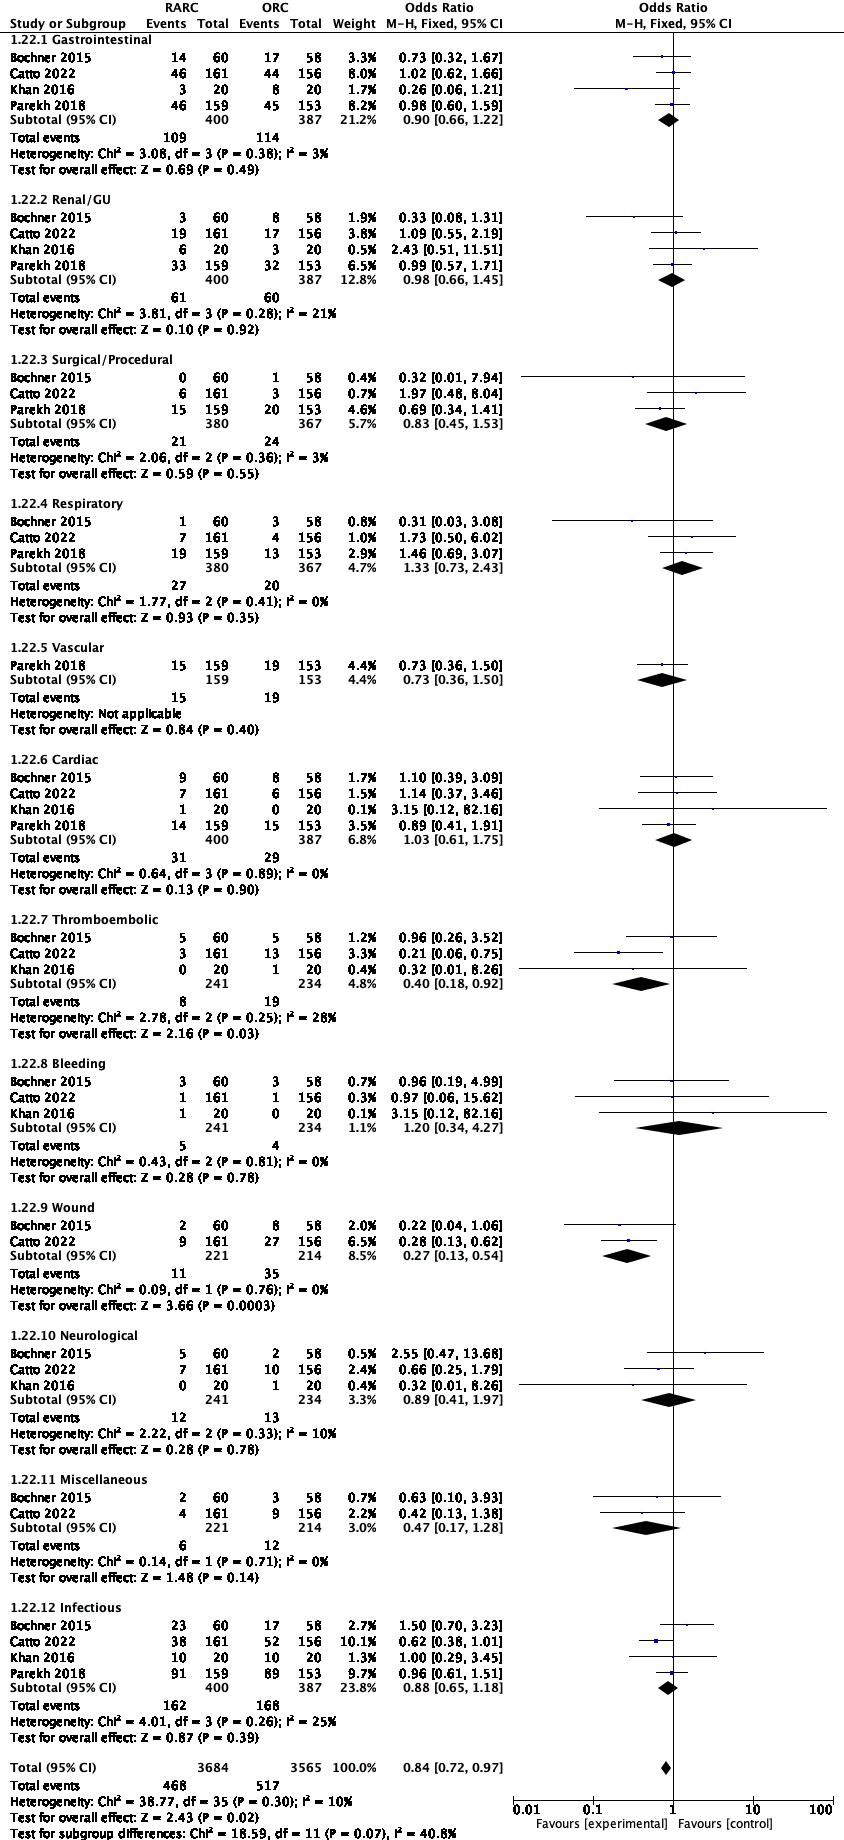 RARC ORC Odds Ratio Odds Ratio
Study or Subgroup Events Total Events Total Weight M-H, Fixed, 95% CI M-H, Fixed, 95% CI
1.22.1 Gastrointestinal
Bochner 2015 14 60 17 58 3.3% 0.73 [0.32, 1.67]
Catto 2022 46 161 44 156 8.0% 1.02 [0.62, 1.66]
Khan 2016 3 20 8 20 1.7% 0.26 [0.06, 1.21]
Parekh 2018 46 159 45 153 8.2% 0.98 [0.60, 1.59]
Subtotal (95% CI) 400 387 21.2% 0.90 [0.66, 1.22]
Total events 109 114
Heterogeneity: Chi² = 3.08, df = 3 (P = 0.38); I² = 3%
Test for overall effect: Z = 0.69 (P = 0.49)
1.22.2 Renal/GU
Bochner 2015 3 60 8 58 1.9% 0.33 [0.08, 1.31]
Catto 2022 19 161 17 156 3.8% 1.09 [0.55, 2.19]
Khan 2016 6 20 3 20 0.5% 2.43 [0.51, 11.51]
Parekh 2018 33 159 32 153 6.5% 0.99 [0.57, 1.71]
Subtotal (95% CI) 400 387 12.8% 0.98 [0.66, 1.45]
Total events 61 60
Heterogeneity: Chi² = 3.81, df = 3 (P = 0.28); I² = 21%
Test for overall effect: Z = 0.10 (P = 0.92)
1.22.3 Surgical/Procedural
Bochner 2015 0 60 1 58 0.4% 0.32 [0.01, 7.94]
Catto 2022 6 161 3 156 0.7% 1.97 [0.48, 8.04]
Parekh 2018 15 159 20 153 4.6% 0.69 [0.34, 1.41]
Subtotal (95% CI) 380 367 5.7% 0.83 [0.45, 1.53]
Total events 21 24
Heterogeneity: Chi² = 2.06, df = 2 (P = 0.36); I² = 3%
Test for overall effect: Z = 0.59 (P = 0.55)
1.22.4 Respiratory
Bochner 2015 1 60 3 58 0.8% 0.31 [0.03, 3.08]
Catto 2022 7 161 4 156 1.0% 1.73 [0.50, 6.02]
Parekh 2018 19 159 13 153 2.9% 1.46 [0.69, 3.07]
Subtotal (95% CI) 380 367 4.7% 1.33 [0.73, 2.43]
Total events 27 20
Heterogeneity: Chi² = 1.77, df = 2 (P = 0.41); I² = 0%
Test for overall effect: Z = 0.93 (P = 0.35)
1.22.5 Vascular
Parekh 2018 15 159 19 153 4.4% 0.73 [0.36, 1.50]
Subtotal (95% CI) 159 153 4.4% 0.73 [0.36, 1.50]
Total events 15 19
Heterogeneity: Not applicable
Test for overall effect: Z = 0.84 (P = 0.40)
1.22.6 Cardiac
Bochner 2015 9 60 8 58 1.7% 1.10 [0.39, 3.09]
Catto 2022 7 161 6 156 1.5% 1.14 [0.37, 3.46]
Khan 2016 1 20 0 20 0.1% 3.15 [0.12, 82.16]
Parekh 2018 14 159 15 153 3.5% 0.89 [0.41, 1.91]
Subtotal (95% CI) 400 387 6.8% 1.03 [0.61, 1.75]
Total events 31 29
Heterogeneity: Chi² = 0.64, df = 3 (P = 0.89); I² = 0%
Test for overall effect: Z = 0.13 (P = 0.90)
1.22.7 Thromboembolic
Bochner 2015 5 60 5 58 1.2% 0.96 [0.26, 3.52]
Catto 2022 3 161 13 156 3.3% 0.21 [0.06, 0.75]
Khan 2016 0 20 1 20 0.4% 0.32 [0.01, 8.26]
Subtotal (95% CI) 241 234 4.8% 0.40 [0.18, 0.92]
Total events 8 19
Heterogeneity: Chi² = 2.78, df = 2 (P = 0.25); I² = 28%
Test for overall effect: Z = 2.16 (P = 0.03)
1.22.8 Bleeding
Bochner 2015 3 60 3 58 0.7% 0.96 [0.19, 4.99]
Catto 2022 1 161 1 156 0.3% 0.97 [0.06, 15.62]
Khan 2016 1 20 0 20 0.1% 3.15 [0.12, 82.16]
Subtotal (95% CI) 241 234 1.1% 1.20 [0.34, 4.27]
Total events 5 4
Heterogeneity: Chi² = 0.43, df = 2 (P = 0.81); I² = 0%
Test for overall effect: Z = 0.28 (P = 0.78)
1.22.9 Wound
Bochner 2015 2 60 8 58 2.0% 0.22 [0.04, 1.06]
Catto 2022 9 161 27 156 6.5% 0.28 [0.13, 0.62]
Subtotal (95% CI) 221 214 8.5% 0.27 [0.13, 0.54]
Total events 11 35
Heterogeneity: Chi² = 0.09, df = 1 (P = 0.76); I² = 0%
Test for overall effect: Z = 3.66 (P = 0.0003)
1.22.10 Neurological
Bochner 2015 5 60 2 58 0.5% 2.55 [0.47, 13.68]
Catto 2022 7 161 10 156 2.4% 0.66 [0.25, 1.79]
Khan 2016 0 20 1 20 0.4% 0.32 [0.01, 8.26]
Subtotal (95% CI) 241 234 3.3% 0.89 [0.41, 1.97]
Total events 12 13
Heterogeneity: Chi² = 2.22, df = 2 (P = 0.33); I² = 10%
Test for overall effect: Z = 0.28 (P = 0.78)
1.22.11 Miscellaneous
Bochner 2015 2 60 3 58 0.7% 0.63 [0.10, 3.93]
Catto 2022 4 161 9 156 2.2% 0.42 [0.13, 1.38]
Subtotal (95% CI) 221 214 3.0% 0.47 [0.17, 1.28]
Total events 6 12
Heterogeneity: Chi² = 0.14, df = 1 (P = 0.71); I² = 0%
Test for overall effect: Z = 1.48 (P = 0.14)
1.22.12 Infectious
Bochner 2015 23 60 17 58 2.7% 1.50 [0.70, 3.23]
Catto 2022 38 161 52 156 10.1% 0.62 [0.38, 1.01]
Khan 2016 10 20 10 20 1.3% 1.00 [0.29, 3.45]
Parekh 2018 91 159 89 153 9.7% 0.96 [0.61, 1.51]
Subtotal (95% CI) 400 387 23.8% 0.88 [0.65, 1.18]
Total events 162 168
Heterogeneity: Chi² = 4.01, df = 3 (P = 0.26); I² = 25%
Test for overall effect: Z = 0.87 (P = 0.39)
Total (95% CI) 3684 3565 100.0% 0.84 [0.72, 0.97]
Total events 468 517
Heterogeneity: Chi² = 38.77, df = 35 (P = 0.30); I² = 10%
Test for overall effect: Z = 2.43 (P = 0.02)
Test for subgroup differences: Chi² = 18.59, df = 11 (P = 0.07), I² = 40.8%
0.01 0.1 1 10 100
Favours [experimental] Favours [control]